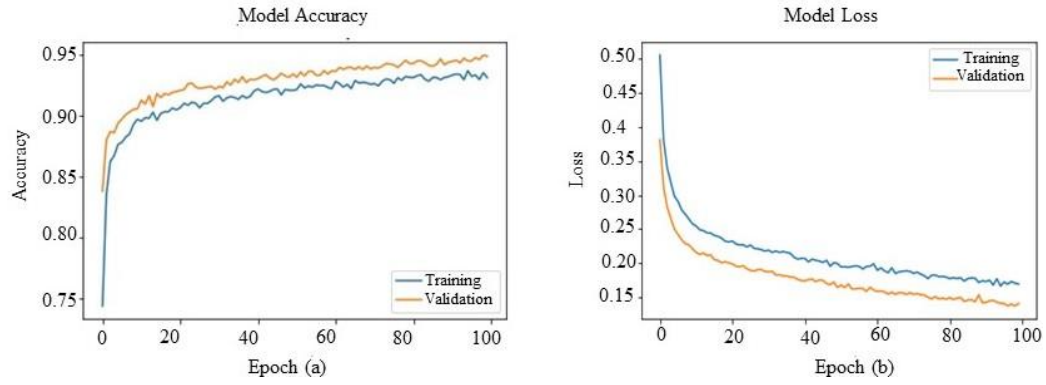 Model Accuracy
0.95
0.90
0.85
0.80
0.75
Accuracy
Training
Validation
0 20 40 60 80 100
Epoch (a)
Model Loss
0.50
0.45
0.4
0.35
0.30
0.25
0.20
0.15
Loss
Training
Validation
0 20 40 60 80 100
Epoch (b)